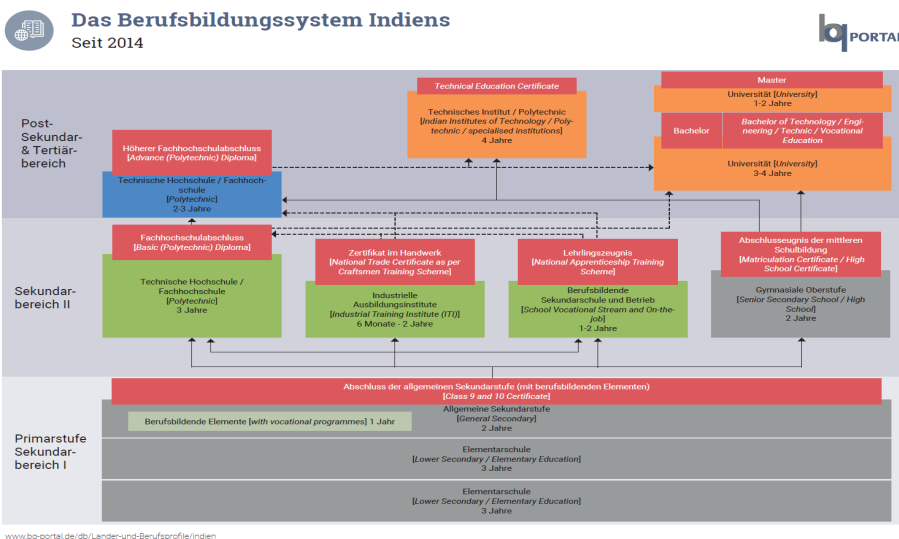 Das Berufsbildungssystem Indiens
Seit 2014
bq PORTAL
Post-
Sekundar-
& Tertiär-
bereich
Technical Education Certificate
Technisches Institut / Polytechnic
[Indian Institutes of Technology / Poly-
technic / specialised institutions]
4 Jahre
Master
Universität [University]
1-2 Jahre
Bachelor
Bachelor of Technology / Engi-
neering / Technic / Vocational
Education
Universität [University]
3-4 Jahre
Höherer Fachhochschulabschluss
[Advance (Polytechnic) Diploma]
Technische Hochschule / Fachhoch-
schule
[Polytechnic]
2-3 Jahre
Sekundar-
bereich II
Fachhochschulabschluss
[Basic (Polytechnic) Diploma]
Technische Hochschule /
Fachhochschule
[Polytechnic]
3 Jahre
Zertifikat im Handwerk
[National Trade Certificate as per
Craftsmen Training Scheme]
Industrielle
Ausbildungsinstitute
[Industrial Training Institute (ITI)]
6 Monate - 2 Jahre
Lehrlingszeugnis
[National Apprenticeship Training
Scheme]
Berufsbildende
Sekundarschule und Betrieb
[School Vocational Stream and On-the-
job]
1-2 Jahre
Abschlusseugnis der mittleren
Schulbildung
[Matriculation Certificate / High
School Certificate]
Gymnasiale Oberstufe
[Senior Secondary School / High
School]
2 Jahre
Primarstufe
Sekundar-
bereich I
Abschluss der allgemeinen Sekundarstufe (mit berufsbildenden Elementen)
[Class 9 and 10 Certificate]
Allgemeine Sekundarstufe
[General Secondary]
2 Jahre
Berufsbildende Elemente [with vocational programmes] 1 Jahr
Elementarschule
[Lower Secondary / Elementary Education]
3 Jahre
Elementarschule
[Lower Secondary / Elementary Education]
3 Jahre
www.bq-portal.de/db/Länder-und-Berufsprofile/indien